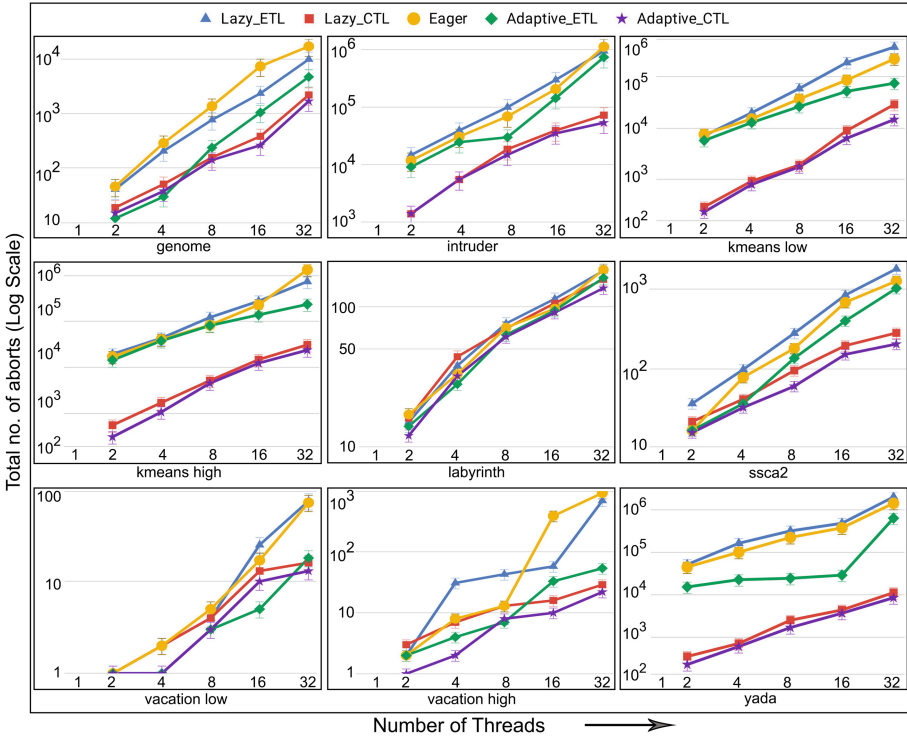 Lazy_ETL Lazy_CTL Eager Adaptive_ETL Adaptive_CTL
Total no. of aborts (Log Scale)
10^4
10^3
10^2
10
1 2 4 8 16 32
genome
10^6
10^5
10^4
10^3
1 2 4 8 16 32
intruder
10^6
10^5
10^4
10^3
10^2
1 2 4 8 16 32
kmeans low
10^6
10^5
10^4
10^3
10^2
1 2 4 8 16 32
kmeans high
100
50
10
1 2 4 8 16 32
labyrinth
10^3
10^2
10
1 2 4 8 16 32
ssca2
100
10
1
1 2 4 8 16 32
vacation low
10^3
10^2
10
1
1 2 4 8 16 32
vacation high
10^6
10^5
10^4
10^3
10^2
1 2 4 8 16 32
yada
Number of Threads